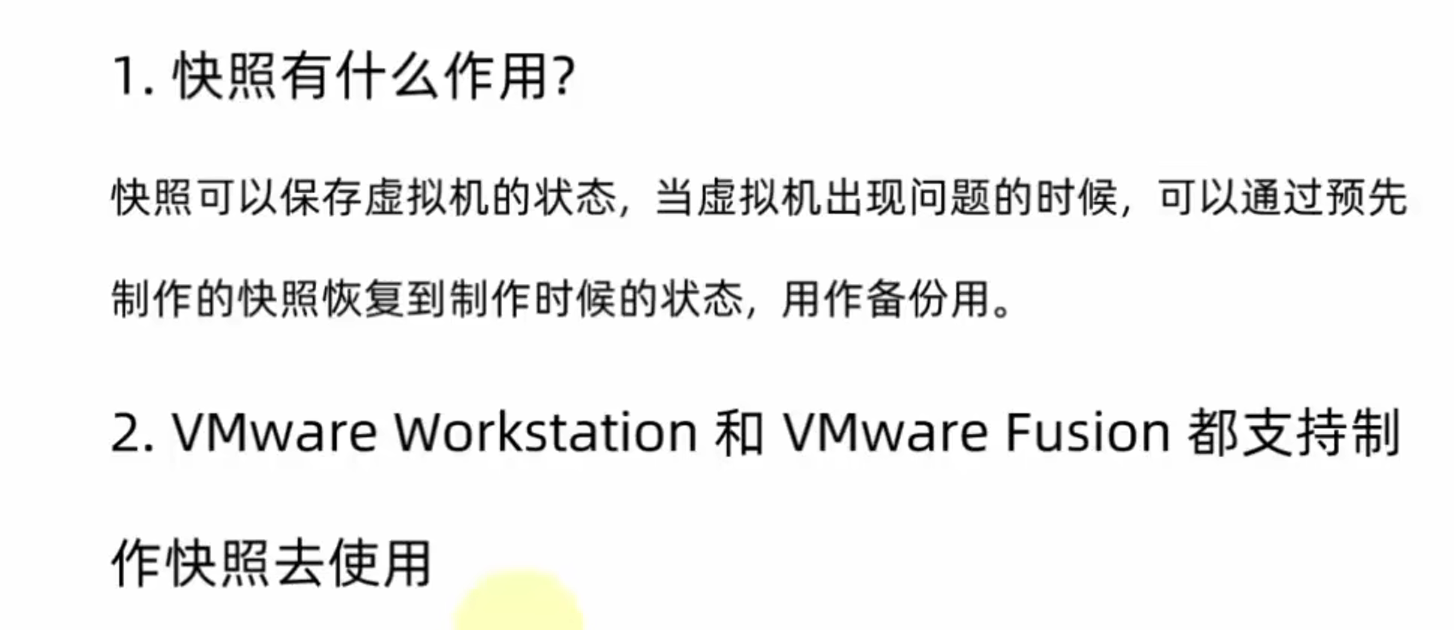 1. 快照有什么作用?
快照可以保存虚拟机的状态，当虚拟机出现问题的时候，可以通过预先
制作的快照恢复到制作时候的状态，用作备份用。
2. VMware Workstation 和 VMware Fusion 都支持制
作快照去使用